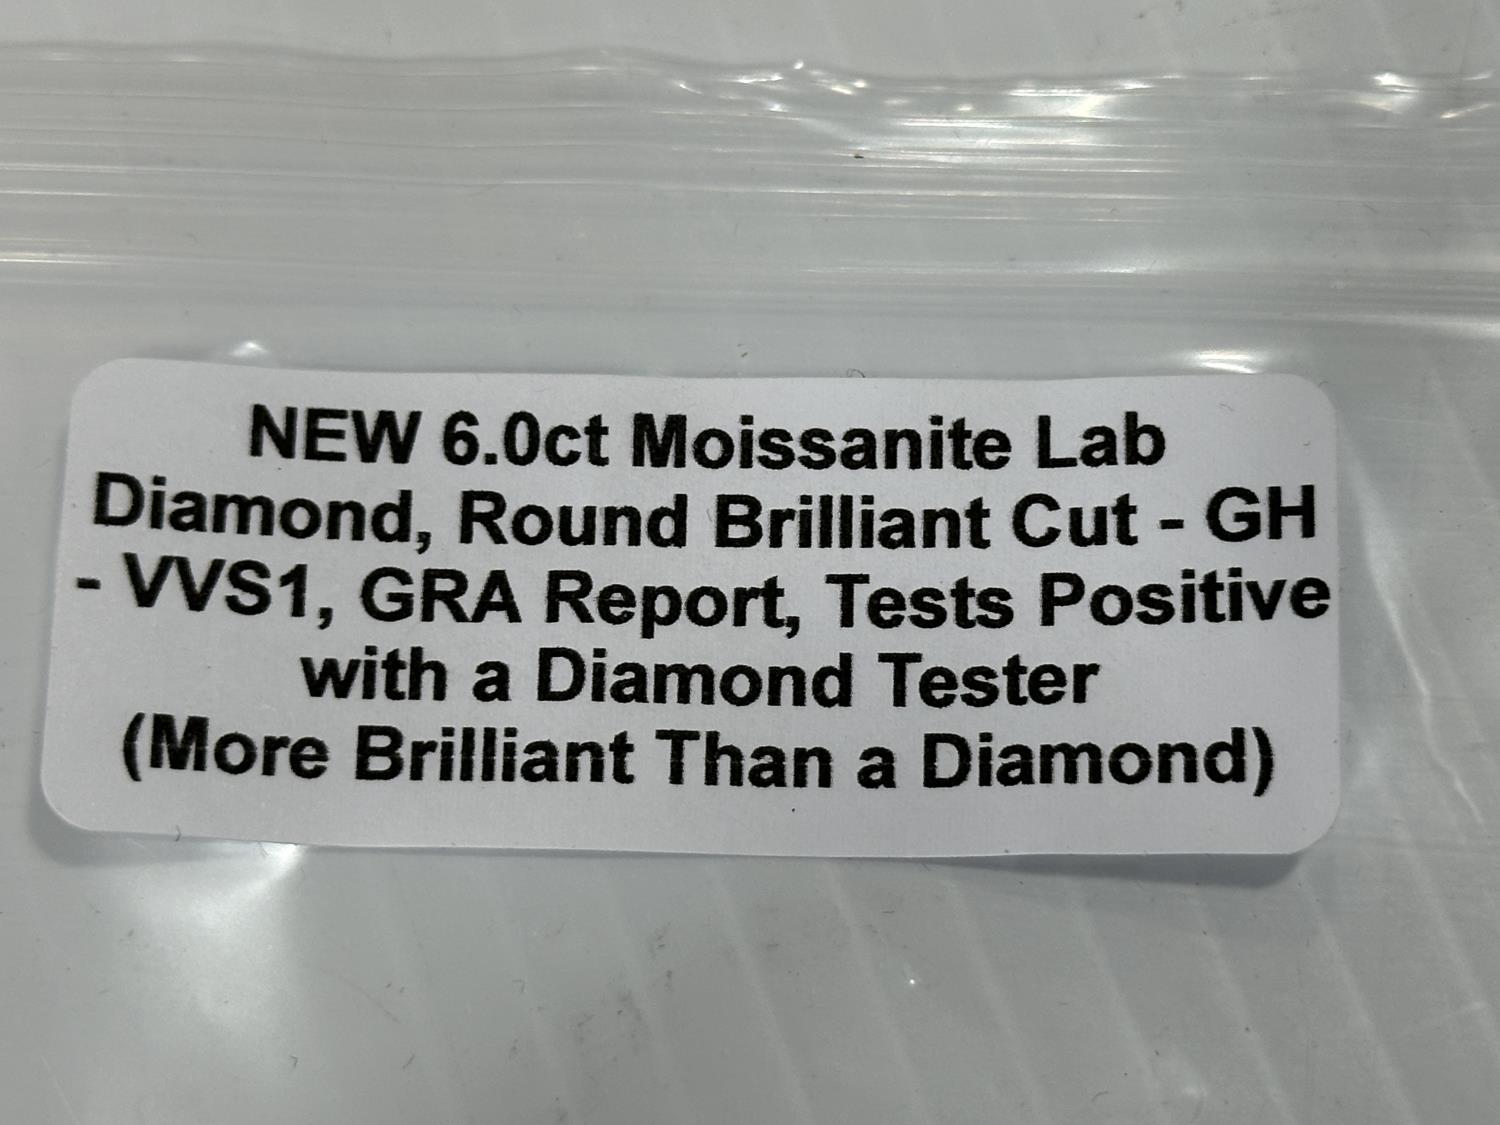 NEW 6.0ct Moissanite Lab
Diamond, Round Brilliant Cut - GH
- VVS1, GRA Report, Tests Positive
with a Diamond Tester
(More Brilliant Than a Diamond)